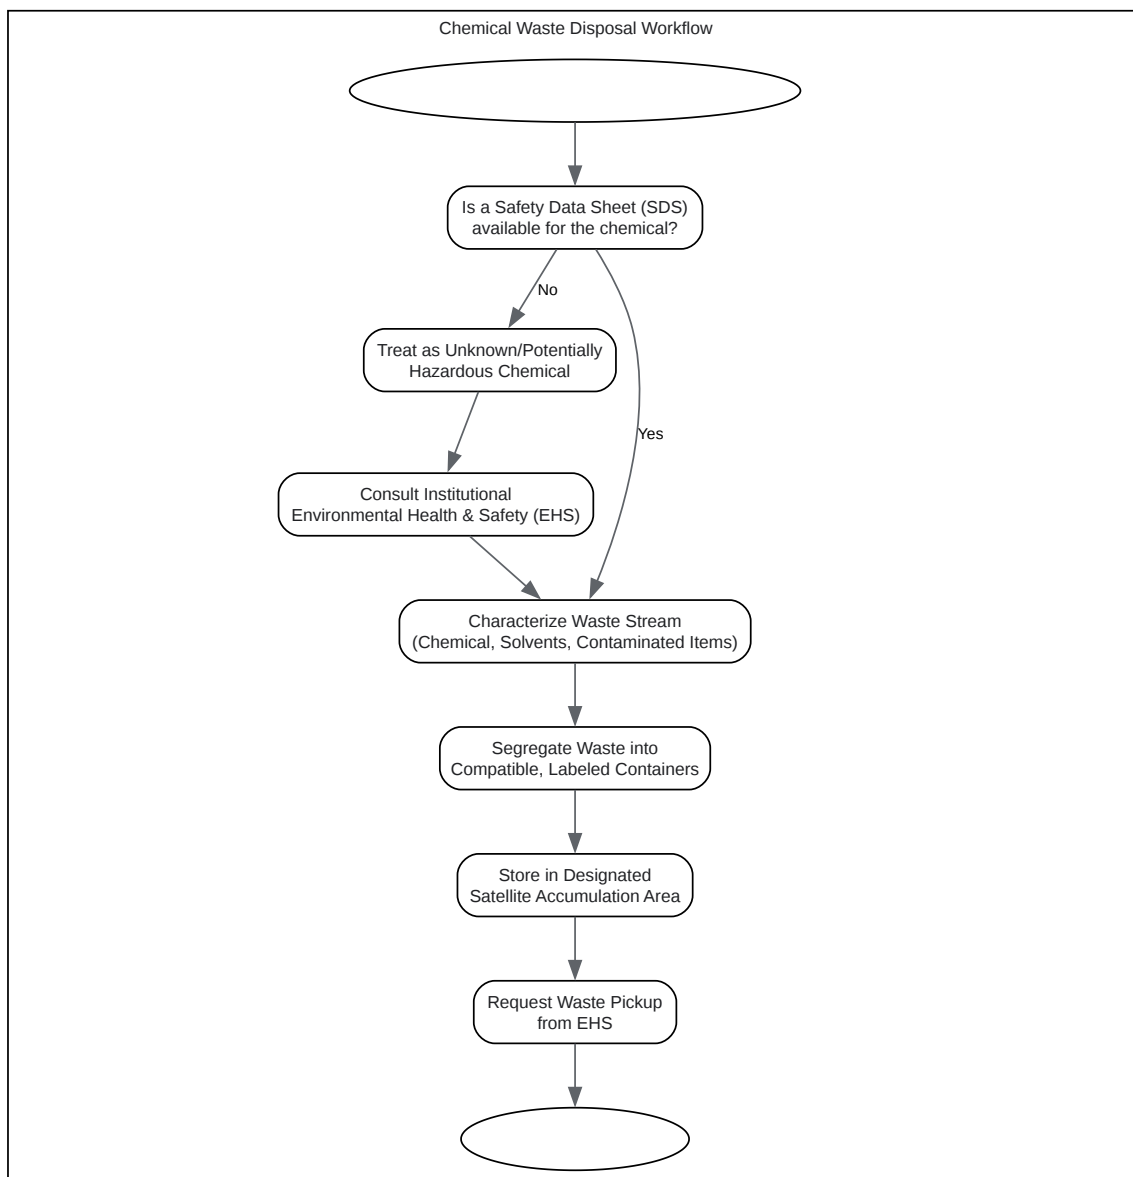 Chemical Waste Disposal Workflow
Is a Safety Data Sheet (SDS)
available for the chemical?
No
Treat as Unknown/Potentially
Hazardous Chemical
Yes
Consult Institutional
Environmental Health & Safety (EHS)
Characterize Waste Stream
(Chemical, Solvents, Contaminated Items)
Segregate Waste into
Compatible, Labeled Containers
Store in Designated
Satellite Accumulation Area
Request Waste Pickup
from EHS